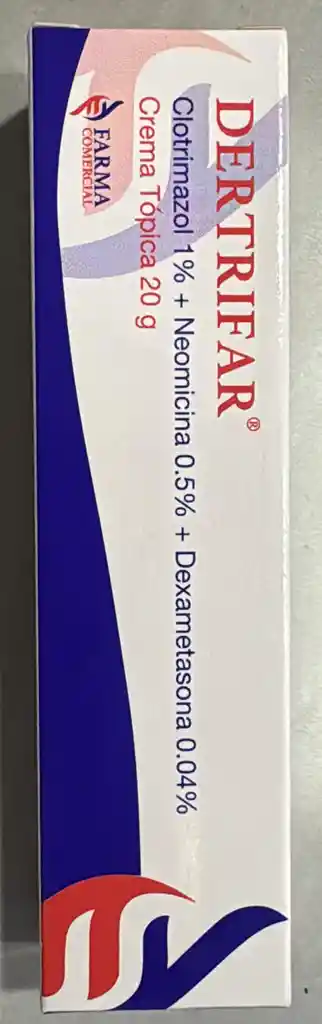 DERTRIFAR®
Clotrimazol 1% + Neomicina 0.5% + Dexametasona 0.04%
Crema Tópica 20 g
FARMA
COMERCIAL